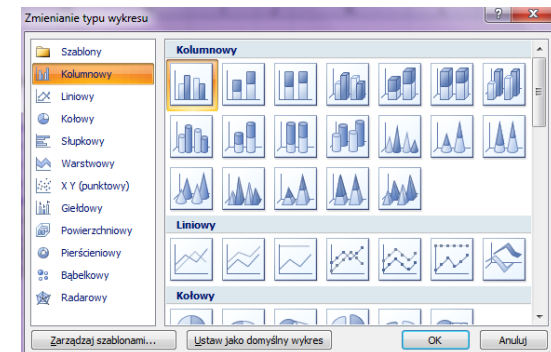 Zmienianie typu wykresu
Szablony
Kolumnowy
Liniowy
Kołowy
Słupkowy
Warstwowy
X Y (punktowy)
Giełdowy
Powierzchniowy
Pierścieniowy
Bąbelkowy
Radarowy
Kolumnowy
Liniowy
Kołowy
Zarządzaj szablonami...
Ustaw jako domyślny wykres
OK
Anuluj